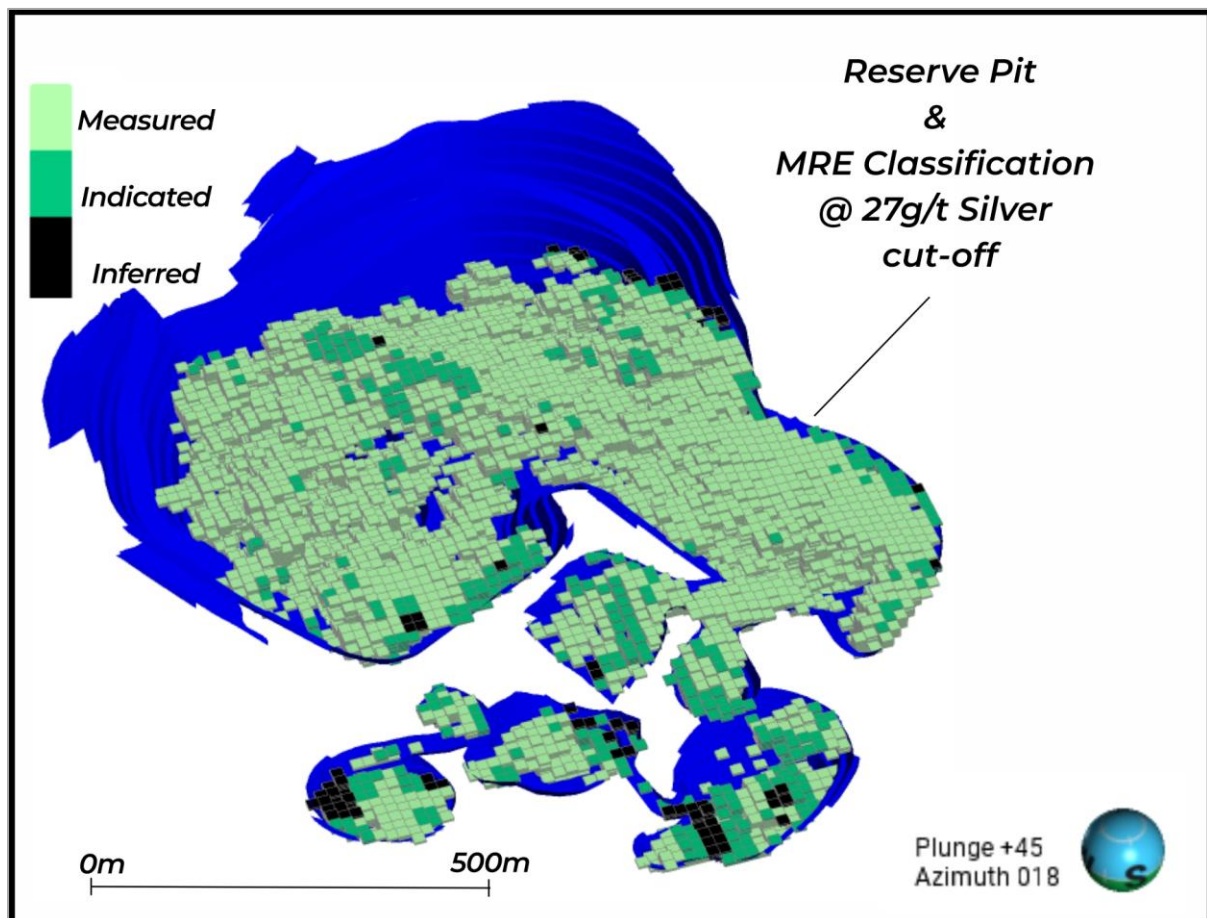 Reserve Pit
&
MRE Classification
@ 27g/t Silver
cut-off
Measured
Indicated
Inferred
0m
500m
Plunge +45
Azimuth 018
S